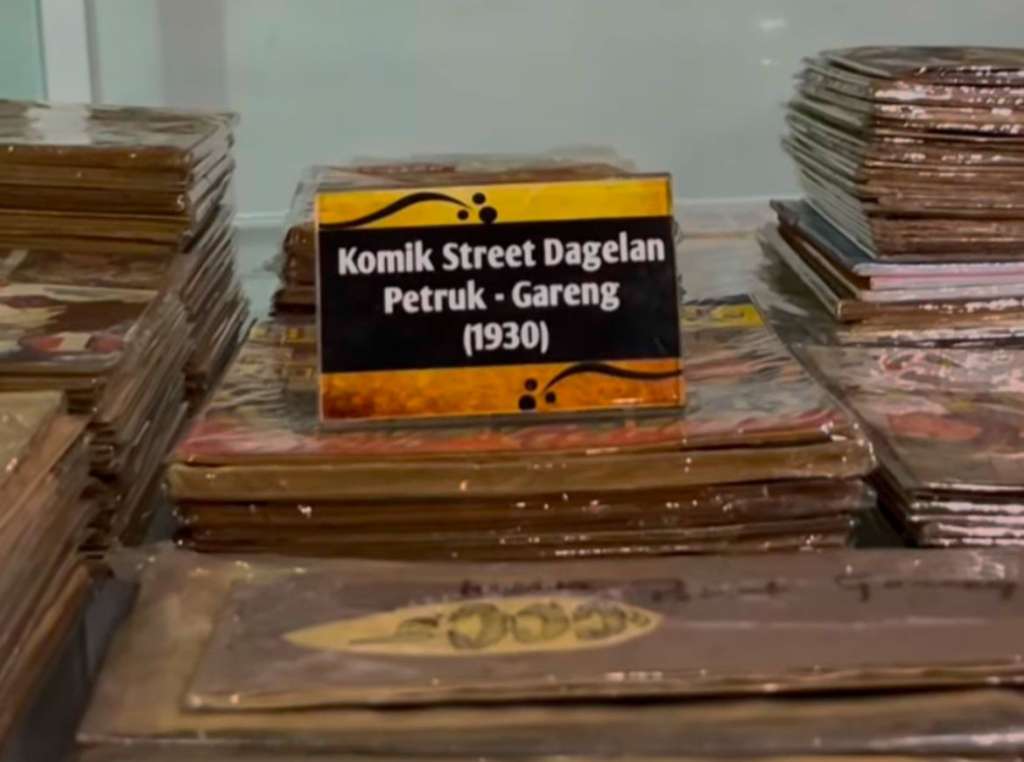 Komik Street Dagelan
Petruk - Gareng
(1930)